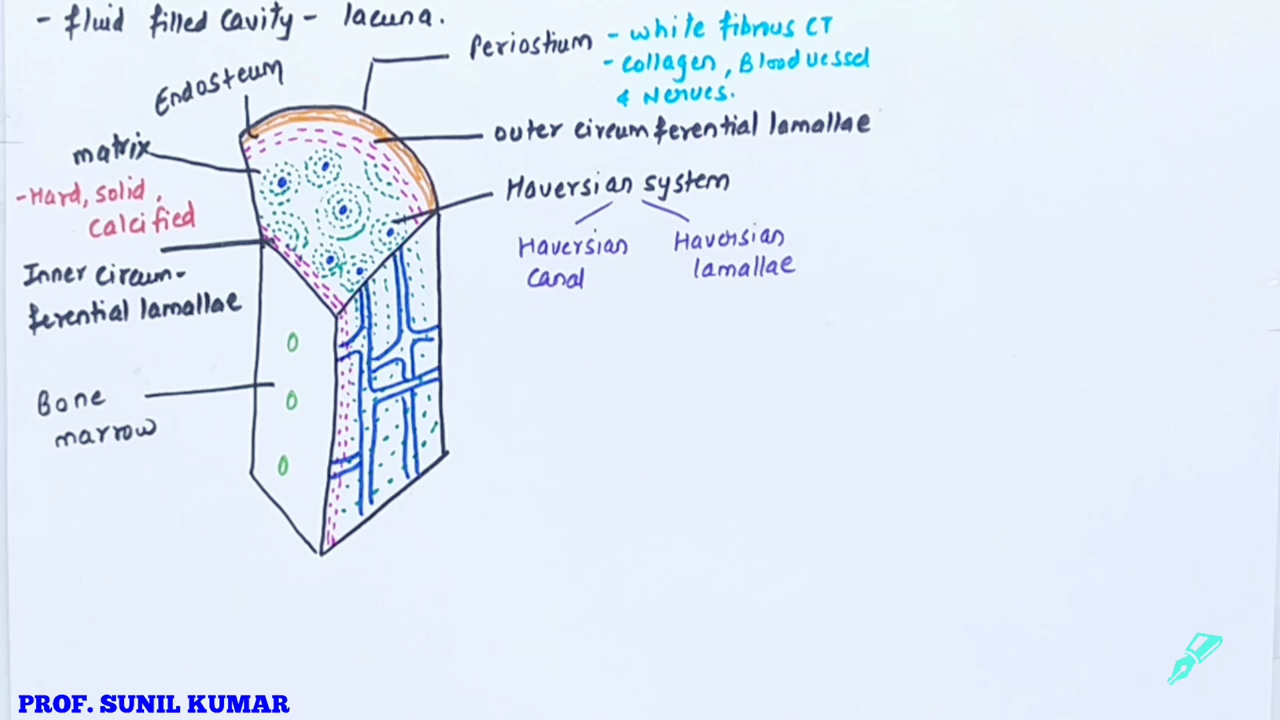 - fluid filled cavity - lacuna.
Periostium - white fibrous CT
- collagen, Blood vessel
& Nerves.
Endosteum
outer circumferential lamallae
matrix
- Hard, solid,
calcified
Haversian system
Haversian
canal
Haversian
lamallae
Inner circum-
ferential lamallae
Bone
marrow
PROF. SUNIL KUMAR